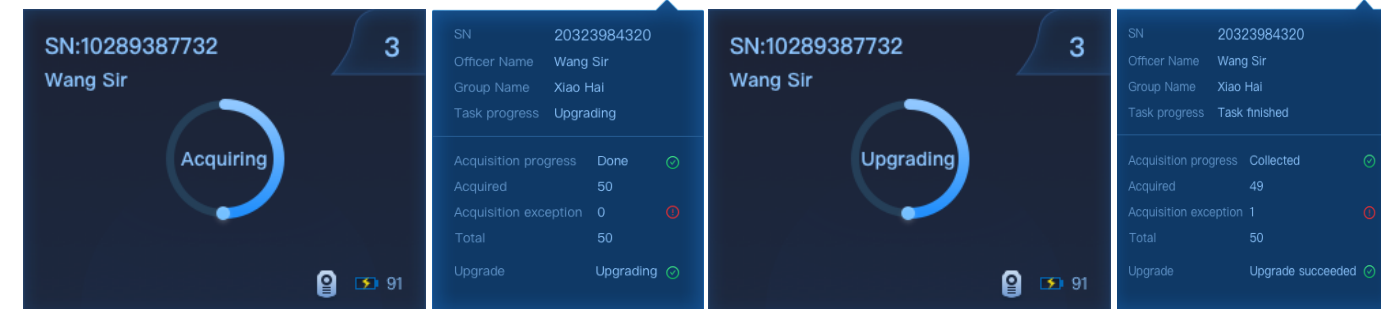 SN:10289387732
3
Wang Sir
Acquiring
91
SN 20323984320
Officer Name Wang Sir
Group Name Xiao Hai
Task progress Upgrading
Acquisition progress Done
Acquired 50
Acquisition exception 0
Total 50
Upgrade Upgrading
SN:10289387732
3
Wang Sir
Upgrading
91
SN 20323984320
Officer Name Wang Sir
Group Name Xiao Hai
Task progress Task finished
Acquisition progress Collected
Acquired 49
Acquisition exception 1
Total 50
Upgrade Upgrade succeeded